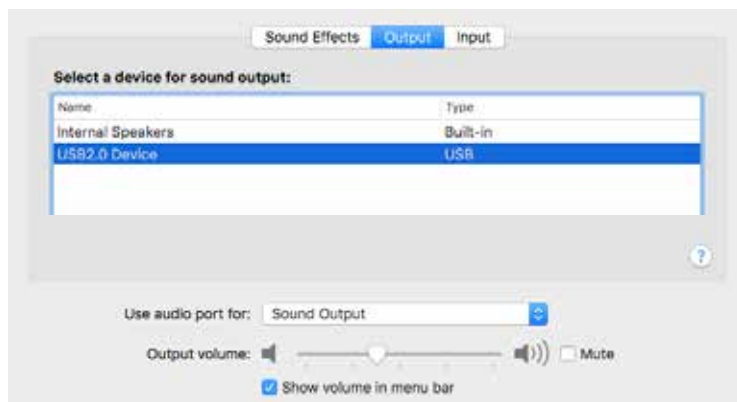 Sound Effects Output Input
Select a device for sound output:
Name Type
Internal Speakers Built-in
USB2.0 Device USB
?
Use audio port for: Sound Output
Output volume: Mute
Show volume in menu bar